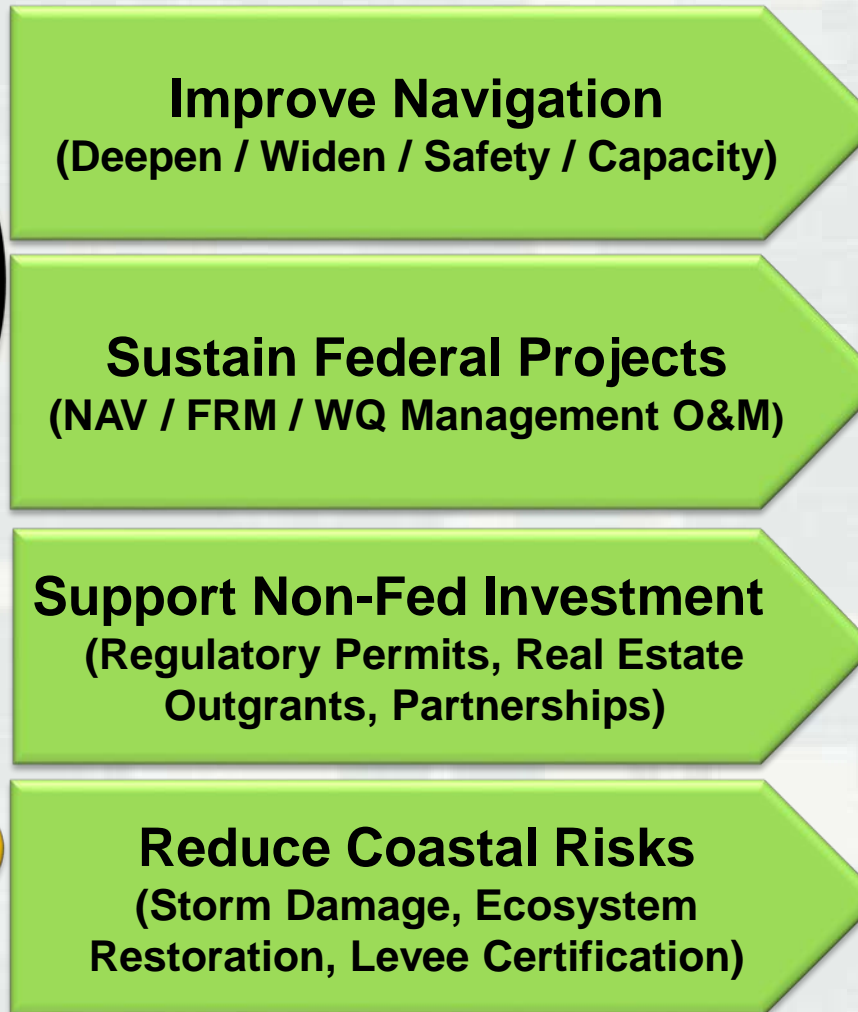 Improve Navigation
(Deepen / Widen / Safety / Capacity)
Sustain Federal Projects
(NAV / FRM / WQ Management O&M)
Support Non-Fed Investment
(Regulatory Permits, Real Estate
Outgrants, Partnerships)
Reduce Coastal Risks
(Storm Damage, Ecosystem
Restoration, Levee Certification)